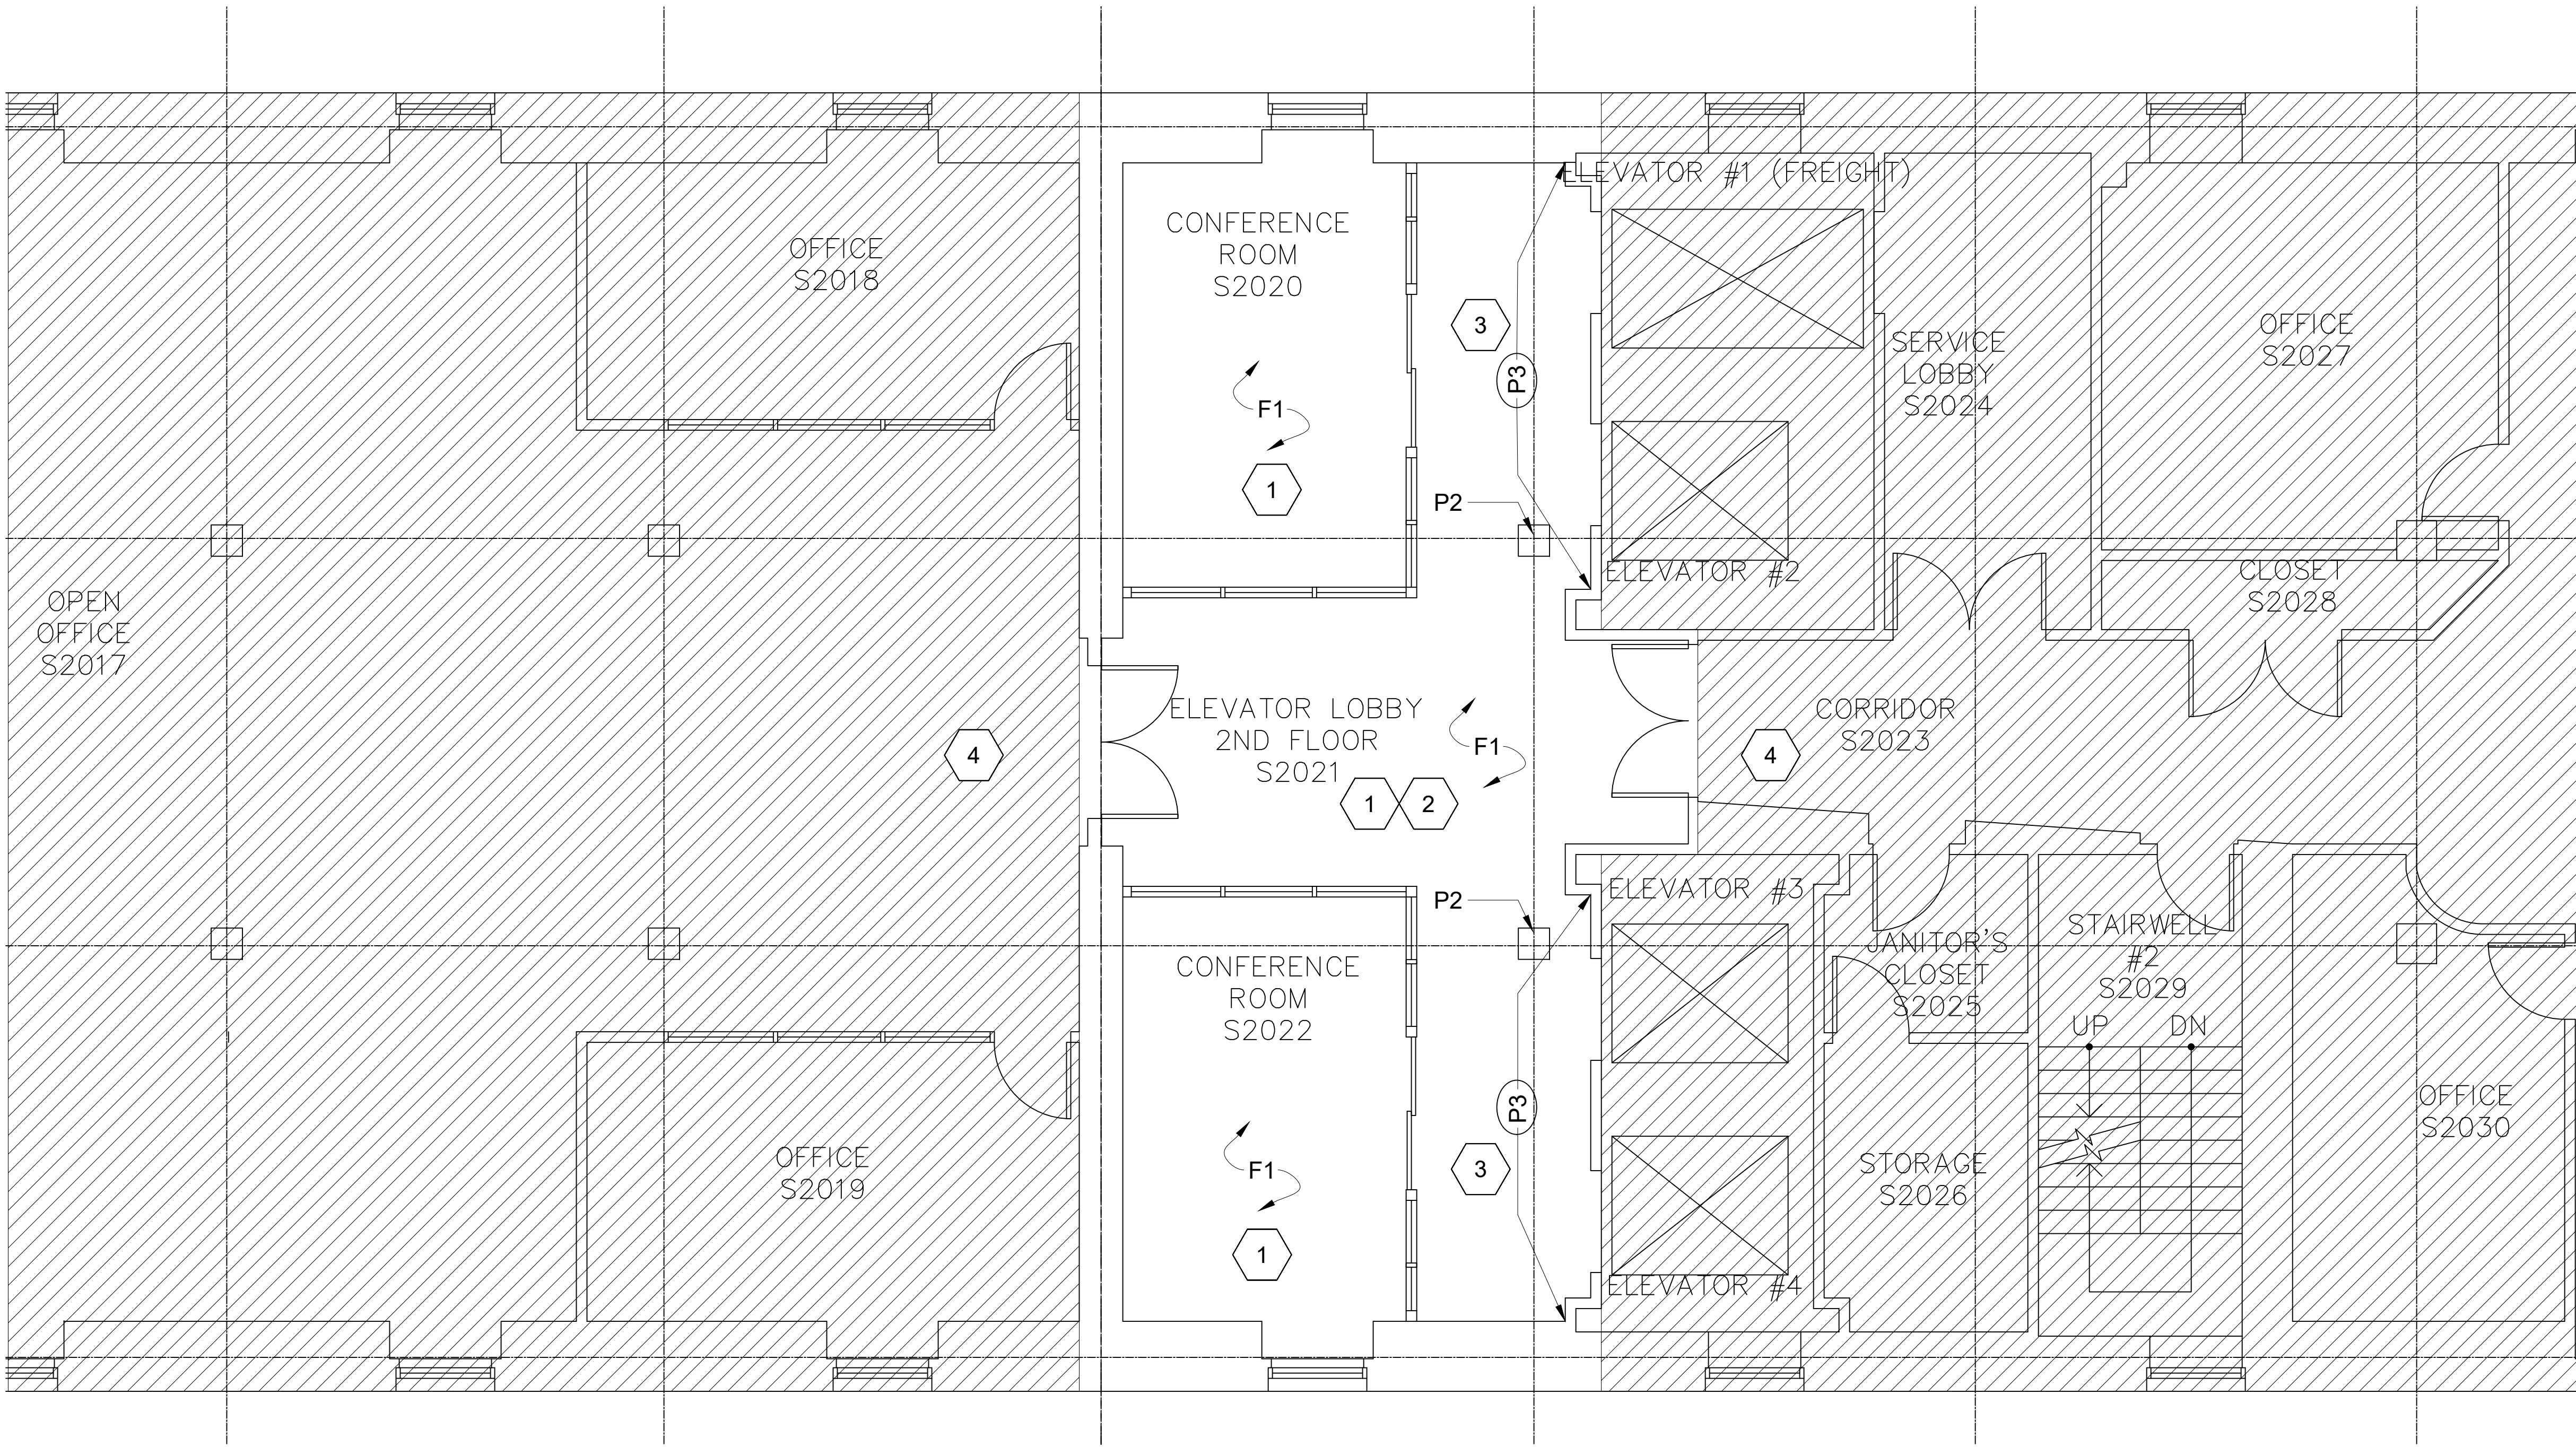 ELEVATOR #1 (FREIGHT)
CONFERENCE
ROOM
S2020
OFFICE
S2018
3
OFFICE
S2027
SERVICE
LOBBY
S2024
P3
F1
1
P2
ELEVATOR #2
CLOSET
S2028
OPEN
OFFICE
S2017
ELEVATOR LOBBY
2ND FLOOR
S2021
F1
1
2
4
4
CORRIDOR
S2023
P2
ELEVATOR #3
CONFERENCE
ROOM
S2022
JANITOR'S
CLOSET
S2025
STAIRWELL
#2
S2029
UP
DN
P3
OFFICE
S2030
OFFICE
S2019
F1
3
STORAGE
S2026
1
ELEVATOR #4